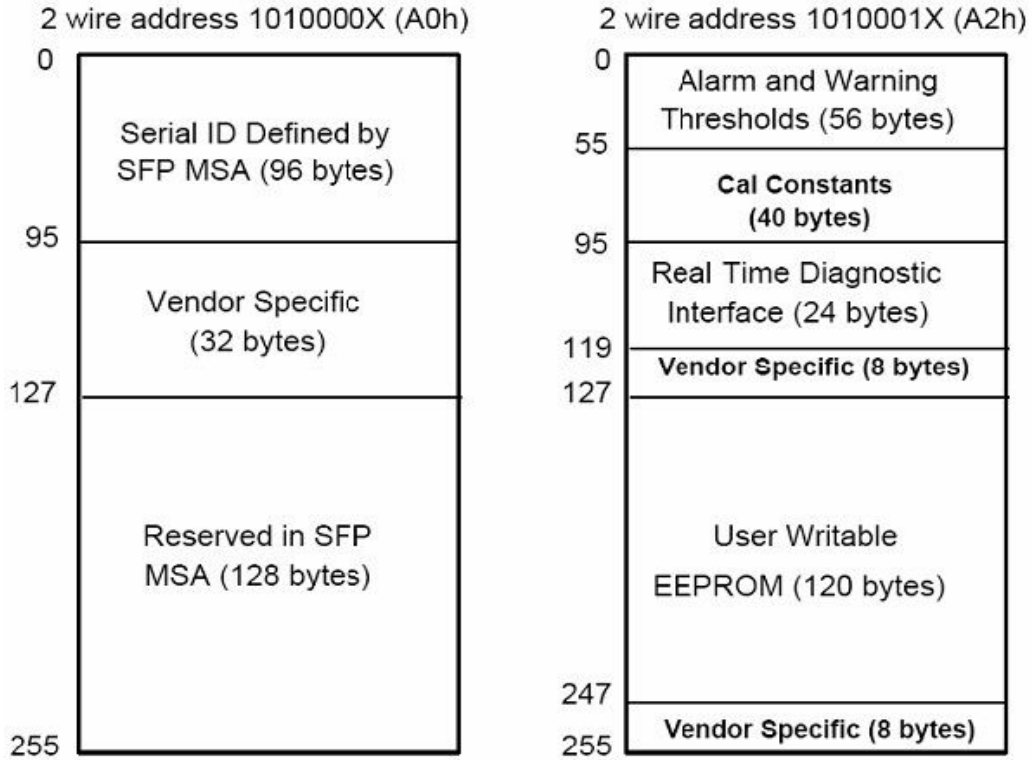 2 wire address 1010000X (A0h)
0
Serial ID Defined by
SFP MSA (96 bytes)
95
Vendor Specific
(32 bytes)
127
Reserved in SFP
MSA (128 bytes)
255
2 wire address 1010001X (A2h)
0
Alarm and Warning
Thresholds (56 bytes)
55
Cal Constants
(40 bytes)
95
Real Time Diagnostic
Interface (24 bytes)
119
Vendor Specific (8 bytes)
127
User Writable
EEPROM (120 bytes)
247
Vendor Specific (8 bytes)
255